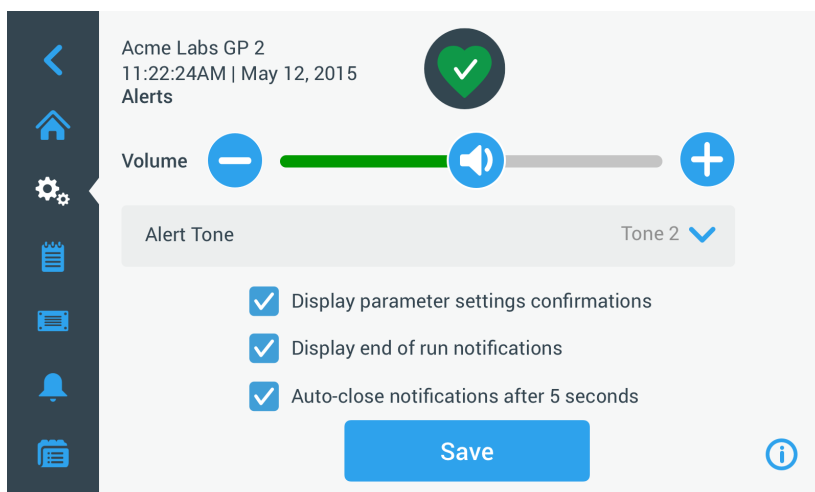 Acme Labs GP 2
11:22:24AM | May 12, 2015
Alerts
Volume
Alert Tone Tone 2
Display parameter settings confirmations
Display end of run notifications
Auto-close notifications after 5 seconds
Save